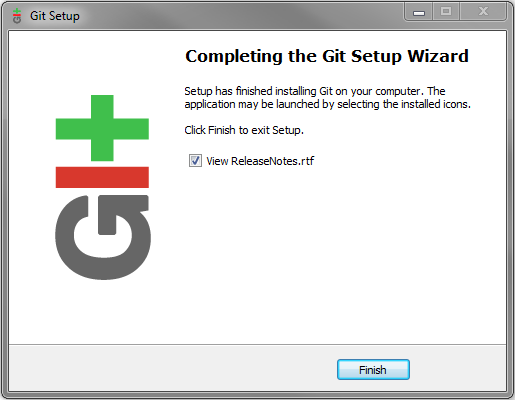 Git Setup
Completing the Git Setup Wizard
Setup has finished installing Git on your computer. The
application may be launched by selecting the installed icons.
Click Finish to exit Setup.
View ReleaseNotes.rtf
GIt
Finish